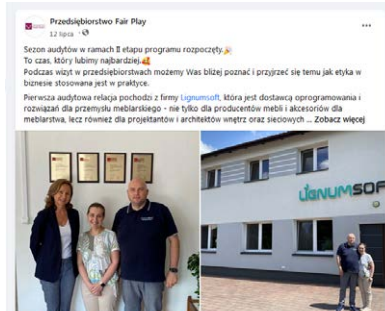 Przedsiębiorstwo Fair Play
12 lipca ·
Sezon audytów w ramach II etapu programu rozpoczęty.
To czas, który lubimy najbardziej.
Podczas wizyt w przedsiębiorstwach możemy Was bliżej poznać i przyjrzeć się temu jak etyka w
biznesie stosowana jest w praktyce.
Pierwsza audytowa relacja pochodzi z firmy Lignumsoft, która jest dostawcą oprogramowania i
rozwiązań dla przemysłu meblarskiego - nie tylko dla producentów mebli i akcesoriów dla
meblarstwa, lecz również dla projektantów i architektów wnętrz oraz sieciowych ... Zobacz więcej
LIGNUMSOF